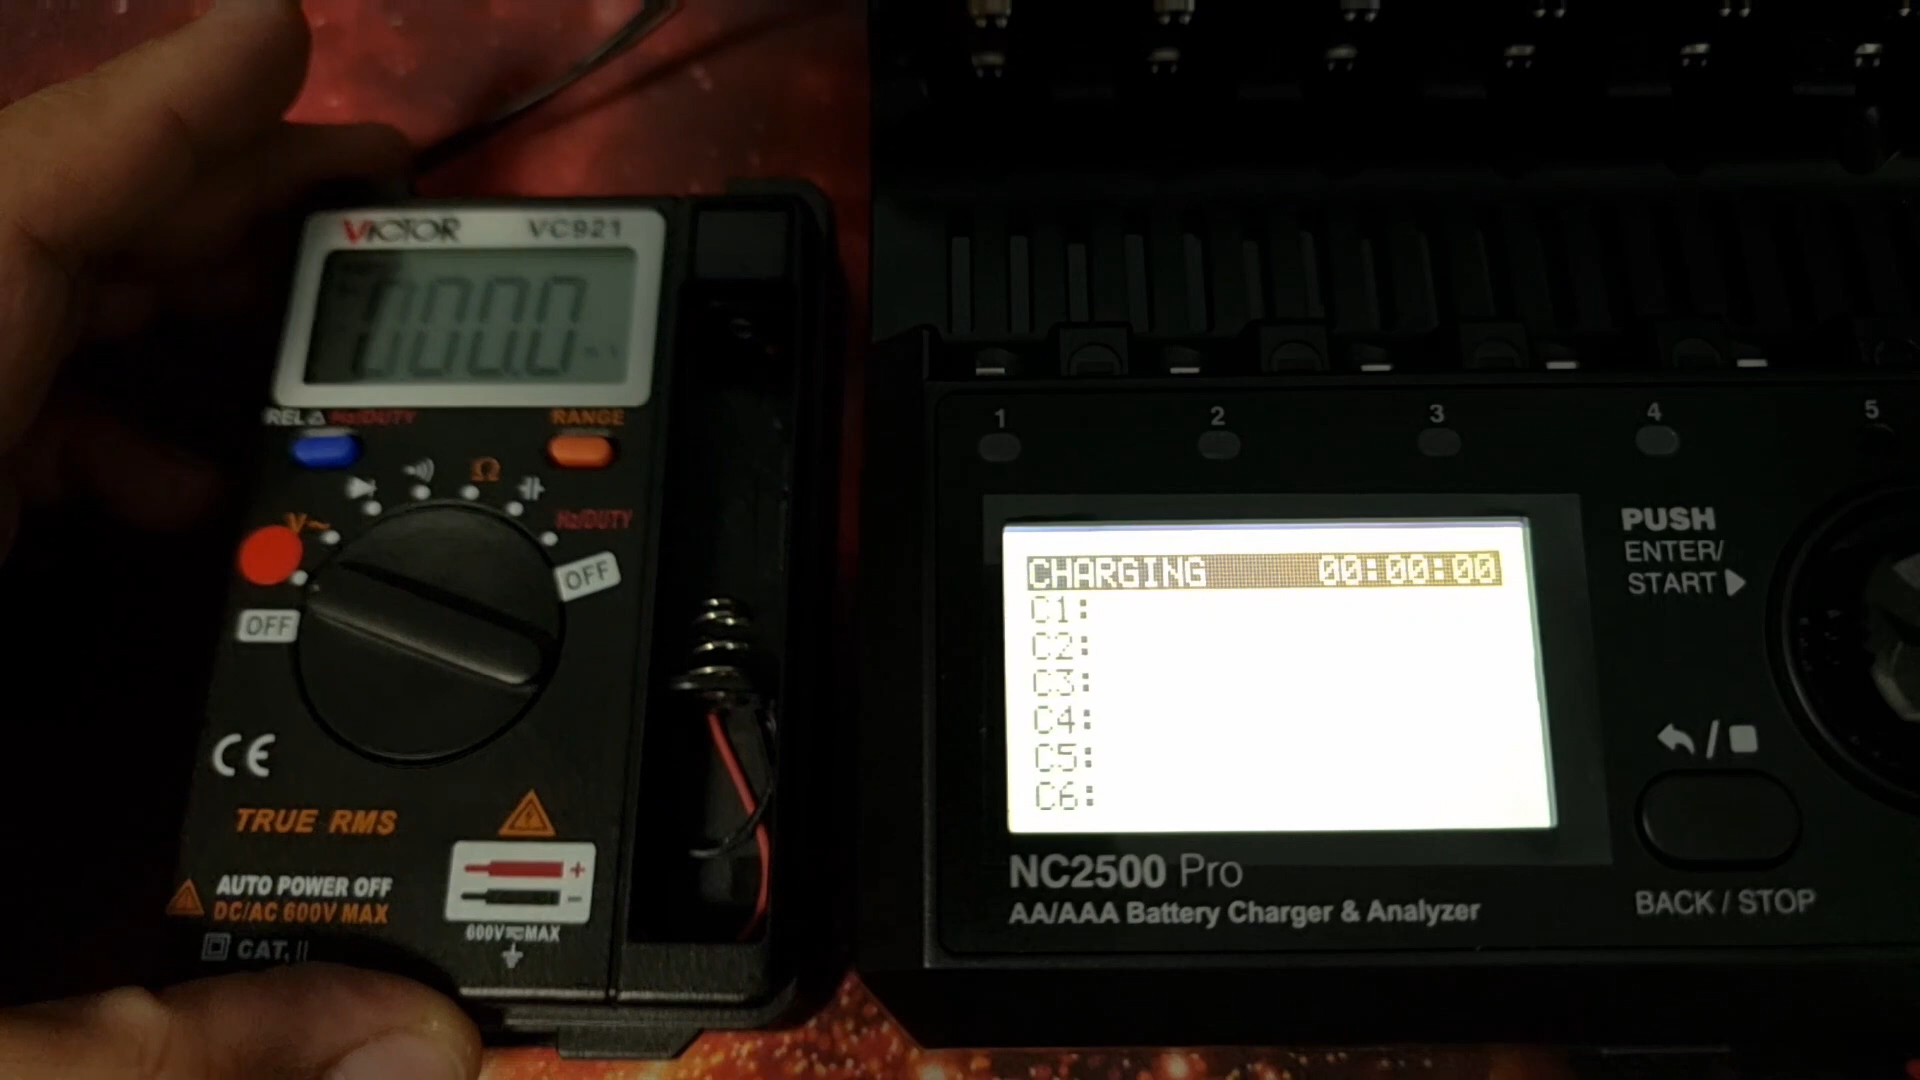 VICTOR VC921
000.0
REL△ Hz/DUTY RANGE
Ω
V~
Hz/DUTY
OFF
OFF
CE
TRUE RMS
AUTO POWER OFF
DC/AC 600V MAX
CAT. II
+
−
600V MAX
1 2 3 4 5
CHARGING 00:00:00
C1:
C2:
C3:
C4:
C5:
C6:
PUSH
ENTER/
START ▶
/
BACK / STOP
NC2500 Pro
AA/AAA Battery Charger & Analyzer